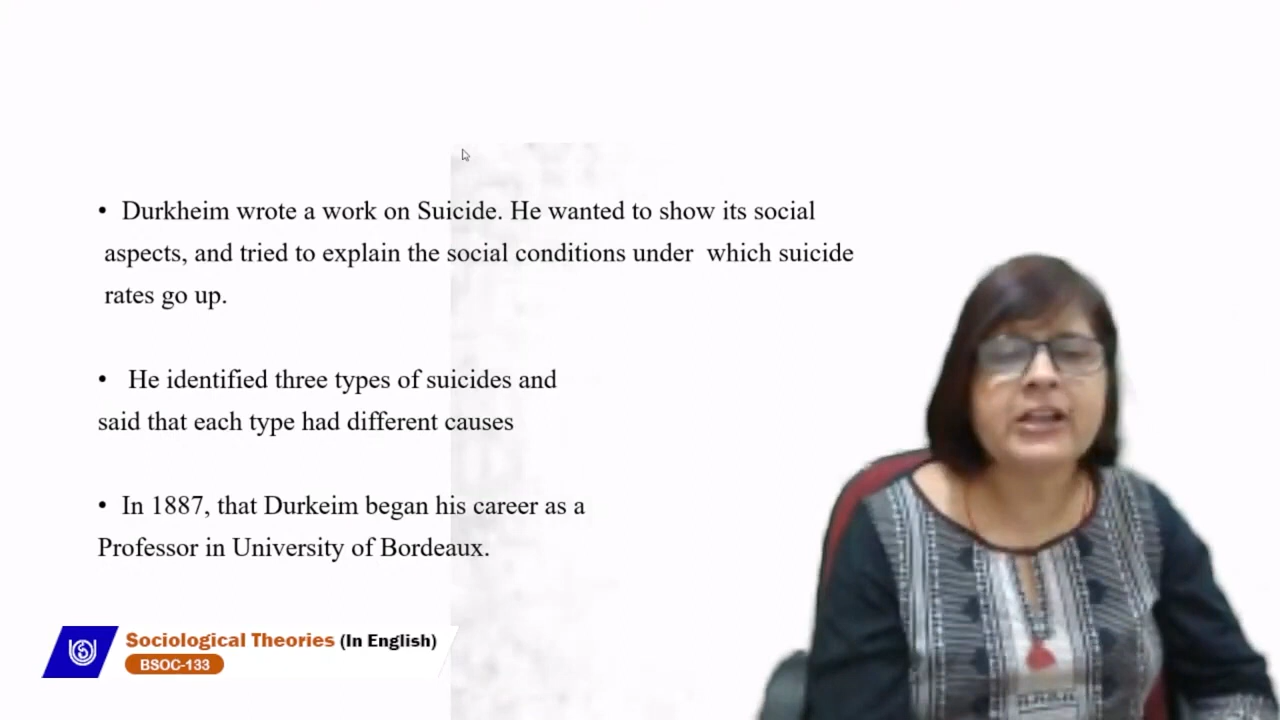 • Durkheim wrote a work on Suicide. He wanted to show its social
aspects, and tried to explain the social conditions under which suicide
rates go up.
• He identified three types of suicides and
said that each type had different causes
• In 1887, that Durkeim began his career as a
Professor in University of Bordeaux.
Sociological Theories (In English)
BSOC-133